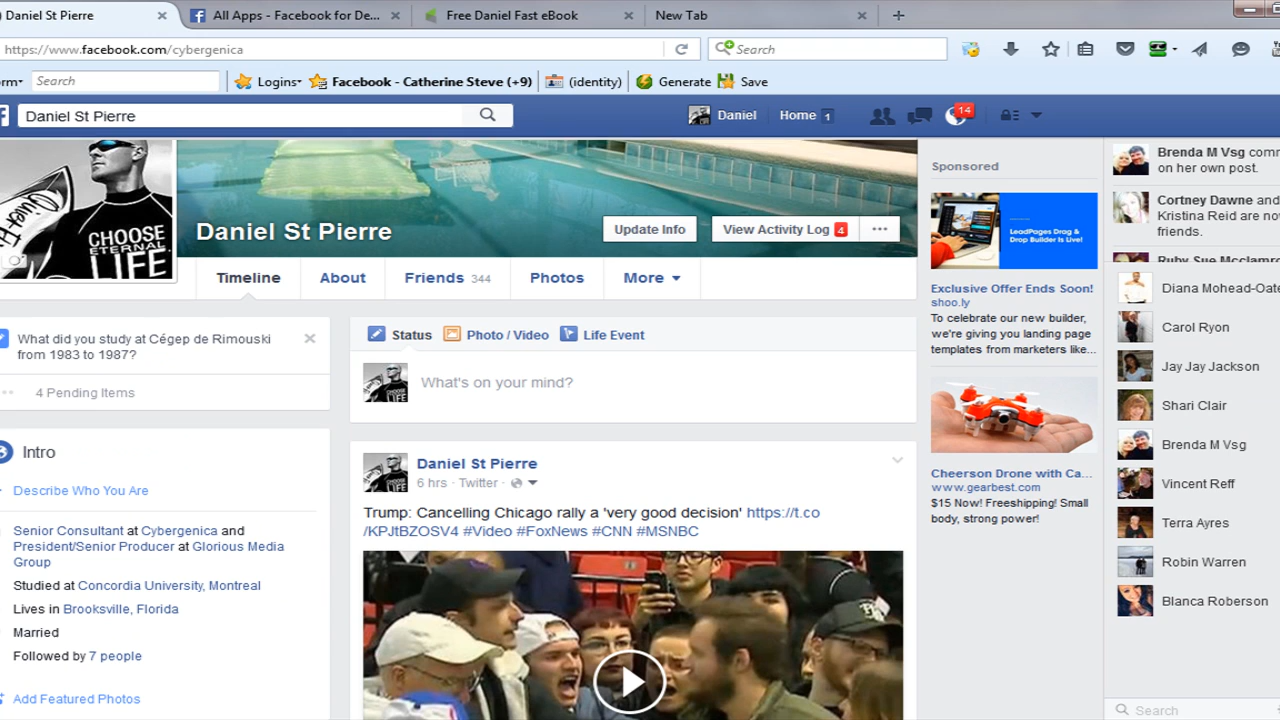 Daniel St Pierre
All Apps - Facebook for De...
Free Daniel Fast eBook
New Tab
https://www.facebook.com/cybergenica
Search
Search
Logins
Facebook - Catherine Steve (+9)
(identity)
Generate
Save
Daniel St Pierre
Daniel
Home 1
14
CHOOSE
ETERNAL
LIFE
Daniel St Pierre
Update Info
View Activity Log 4
Timeline
About
Friends 344
Photos
More
What did you study at Cégep de Rimouski
from 1983 to 1987?
4 Pending Items
Intro
Describe Who You Are
Senior Consultant at Cybergenica and
President/Senior Producer at Glorious Media
Group
Studied at Concordia University, Montreal
Lives in Brooksville, Florida
Married
Followed by 7 people
Add Featured Photos
Status
Photo / Video
Life Event
What's on your mind?
Daniel St Pierre
6 hrs · Twitter ·
Trump: Cancelling Chicago rally a 'very good decision' https://t.co
/KPJtBZOSV4 #Video #FoxNews #CNN #MSNBC
Sponsored
LeadPages Drag &
Drop Builder Is Live!
Exclusive Offer Ends Soon!
shoo.ly
To celebrate our new builder,
we're giving you landing page
templates from marketers like...
Cheerson Drone with Ca...
www.gearbest.com
$15 Now! Freeshipping! Small
body, strong power!
Brenda M Vsg comm
on her own post.
Cortney Dawne and
Kristina Reid are no
friends.
Ruby Sue Mcclamro
Diana Mohead-Oate
Carol Ryon
Jay Jay Jackson
Shari Clair
Brenda M Vsg
Vincent Reff
Terra Ayres
Robin Warren
Blanca Roberson
Search